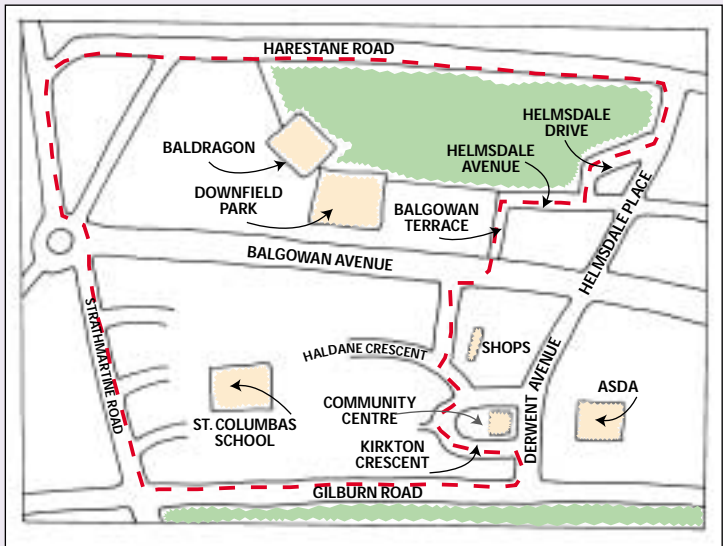 HARESTANE ROAD
HELMSDALE
DRIVE
HELMSDALE
AVENUE
BALDRAGON
DOWNFIELD
PARK
BALGOWAN
TERRACE
HELMSDALE PLACE
BALGOWAN AVENUE
STRATHMARTINE ROAD
HALDANE CRESCENT
SHOPS
DERWENT AVENUE
ASDA
COMMUNITY
CENTRE
ST. COLUMBAS
SCHOOL
KIRKTON
CRESCENT
GILBURN ROAD